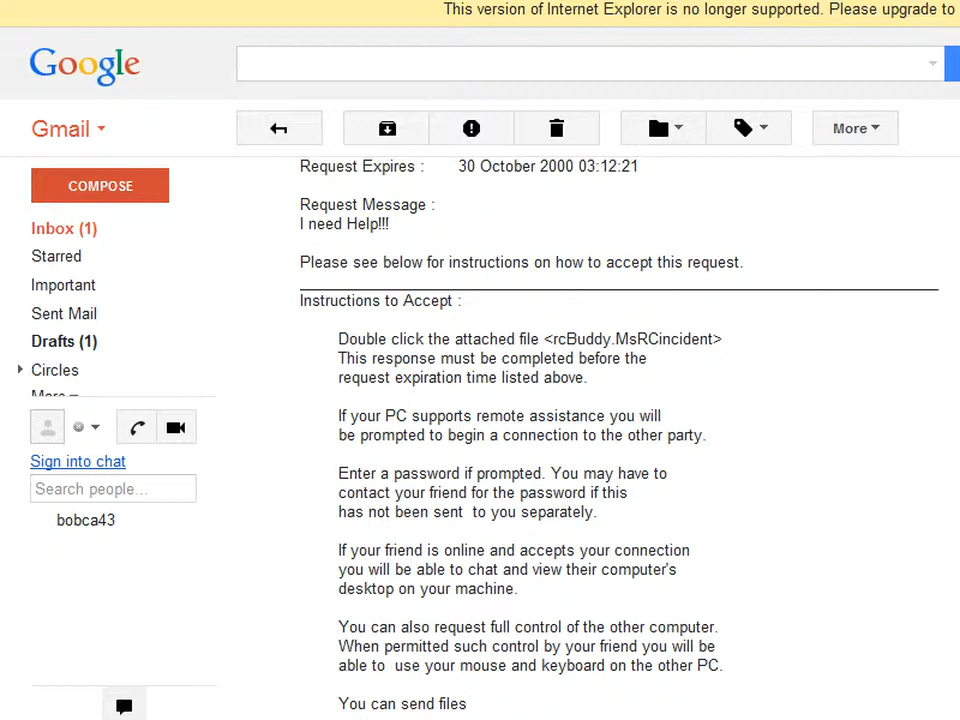 This version of Internet Explorer is no longer supported. Please upgrade to
Google
Gmail
More
COMPOSE
Inbox (1)
Starred
Important
Sent Mail
Drafts (1)
Circles
More
Sign into chat
Search people...
bobca43
Request Expires : 30 October 2000 03:12:21
Request Message :
I need Help!!!
Please see below for instructions on how to accept this request.
Instructions to Accept :
Double click the attached file <rcBuddy.MsRCincident>
This response must be completed before the
request expiration time listed above.
If your PC supports remote assistance you will
be prompted to begin a connection to the other party.
Enter a password if prompted. You may have to
contact your friend for the password if this
has not been sent  to you separately.
If your friend is online and accepts your connection
you will be able to chat and view their computer's
desktop on your machine.
You can also request full control of the other computer.
When permitted such control by your friend you will be
able to  use your mouse and keyboard on the other PC.
You can send files